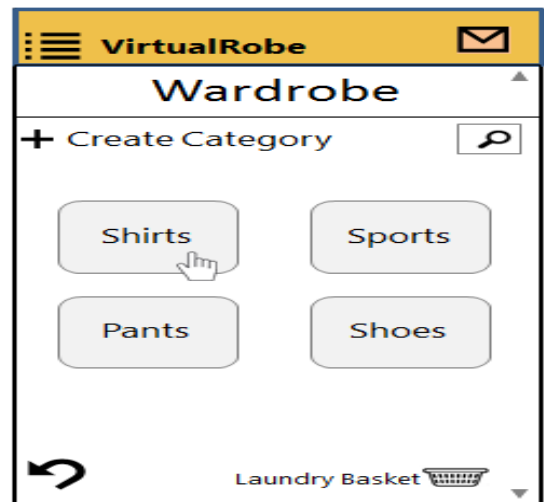 VirtualRobe
Wardrobe
+ Create Category
Shirts
Sports
Pants
Shoes
Laundry Basket